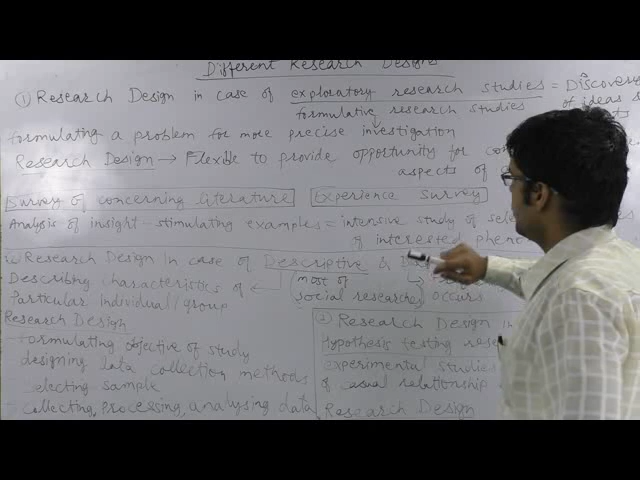 Different Research Designs
① Research Design in case of exploratory research studies = Discovery
formulative research studies of ideas &
formulating a problem for more precise investigation
Research Design → Flexible to provide opportunity for
aspects of
Survey of concerning literature Experience Survey
Analysis of insight-stimulating examples = intensive study of
of interested
Research Design in case of Descriptive &
Describing characteristics of (most of
particular individual/group social researches) occurs
Research Design
formulating objective of study
designing data collection methods
selecting sample
collecting, processing, analysing data
Research Design in
Hypothesis testing
experimental studies
of casual relationship
Research Design